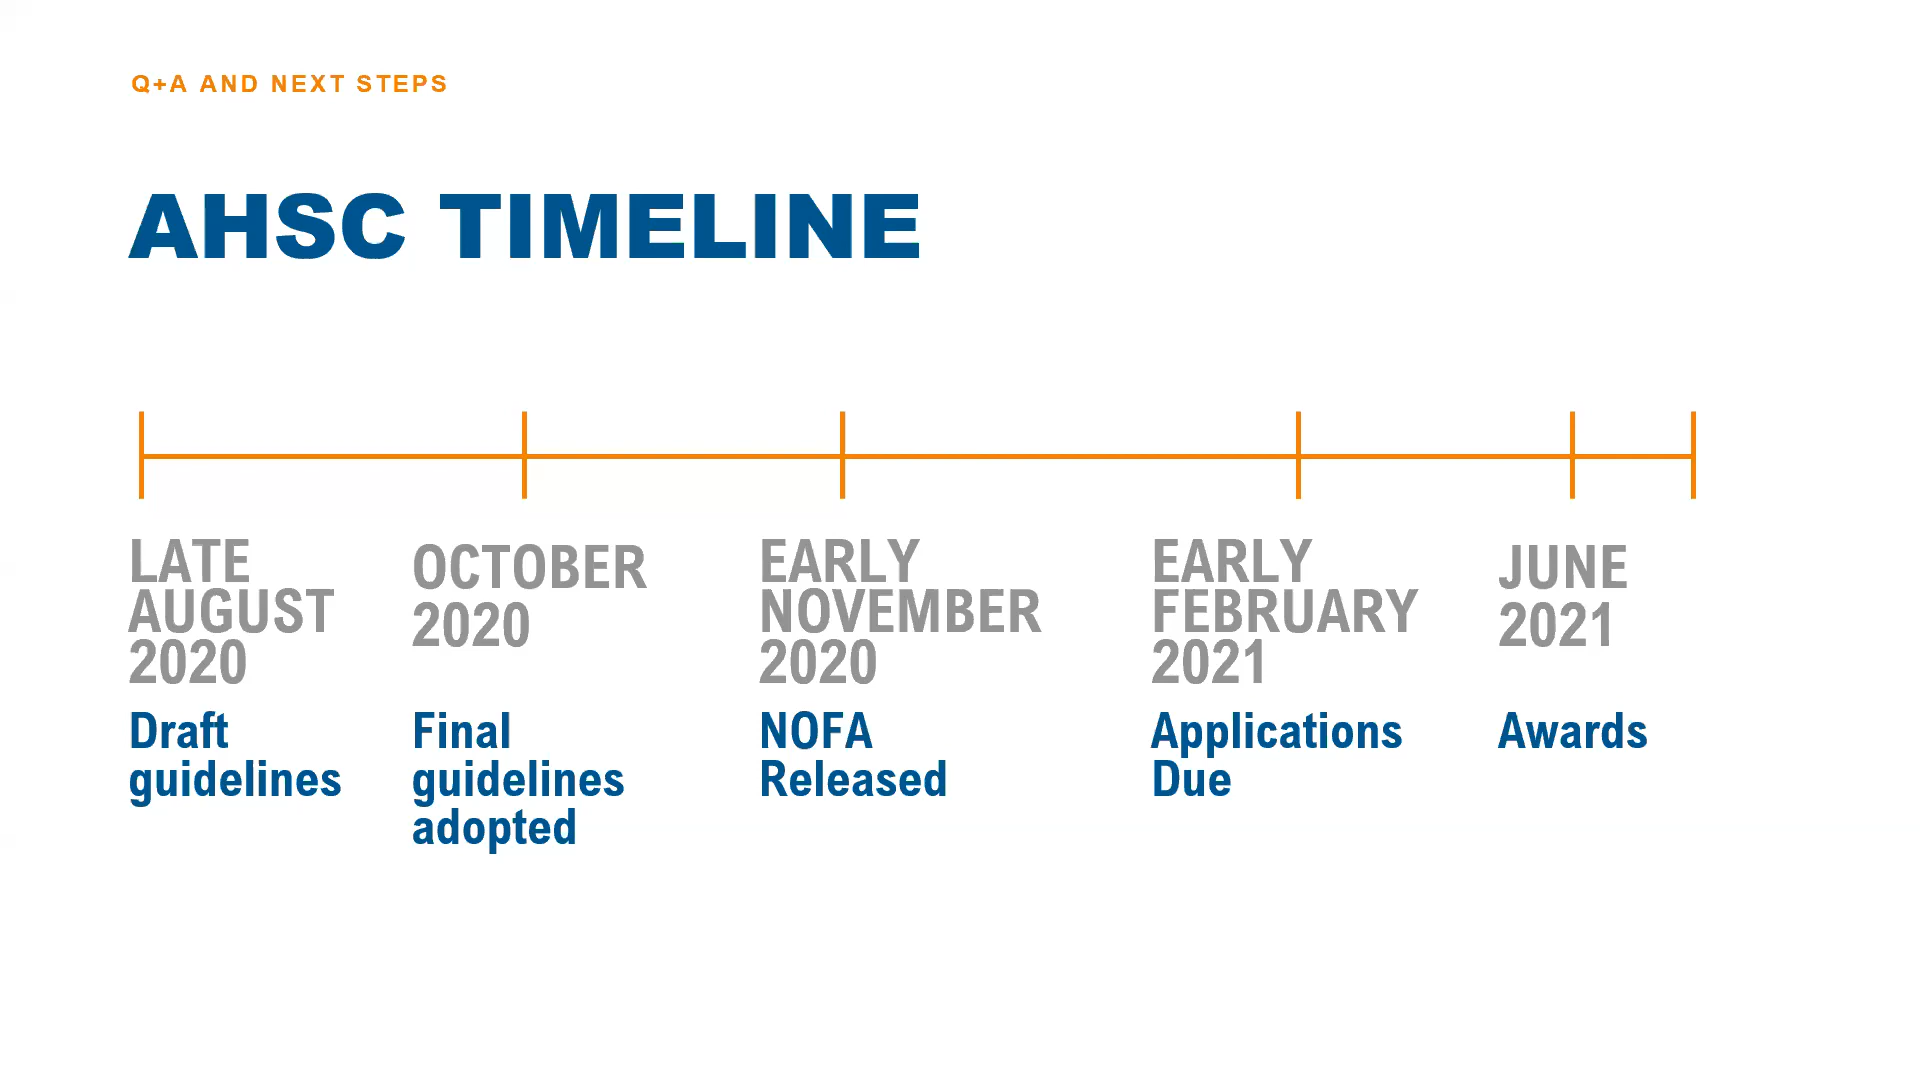 Q+A AND NEXT STEPS
AHSC TIMELINE
LATE
AUGUST
2020
Draft
guidelines
OCTOBER
2020
Final
guidelines
adopted
EARLY
NOVEMBER
2020
NOFA
Released
EARLY
FEBRUARY
2021
Applications
Due
JUNE
2021
Awards